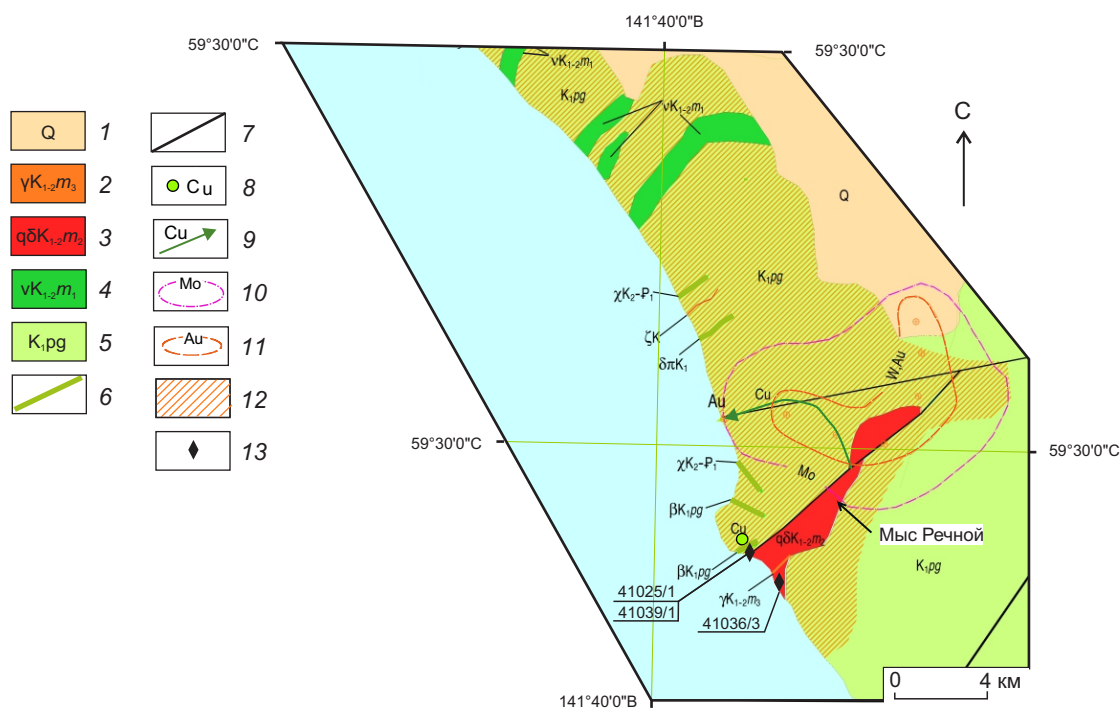 141°40'0"В
59°30'0"С
59°30'0"С
Q 1
γK₁₋₂m₃ 2
qδK₁₋₂m₂ 3
νK₁₋₂m₁ 4
K₁pg 5
6
7
Cu 8
Cu 9
Mo 10
Au 11
12
13
С
νK₁₋₂m₁
K₁pg
νK₁₋₂m₁
Q
K₁pg
χK₂-₽₁
ζK
δπK₁
W,Au
Au
Cu
59°30'0"С
59°30'0"С
χK₂-₽₁
Mo
βK₁pg
Cu
qδK₁₋₂m₂
Мыс Речной
βK₁pg
K₁pg
41025/1
41039/1
γK₁₋₂m₃
41036/3
0 4 км
141°40'0"В